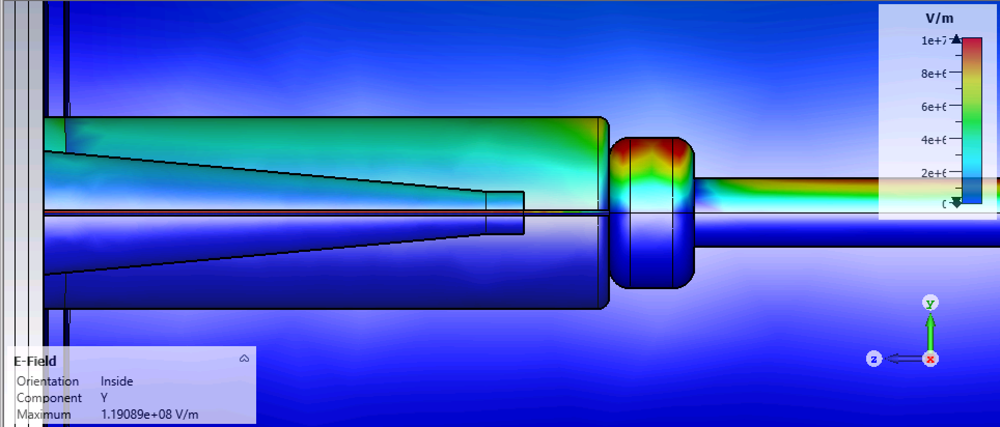 V/m
1e+7
8e+6
6e+6
4e+6
2e+6
0
y
z
x
E-Field
Orientation Inside
Component Y
Maximum 1.19089e+08 V/m